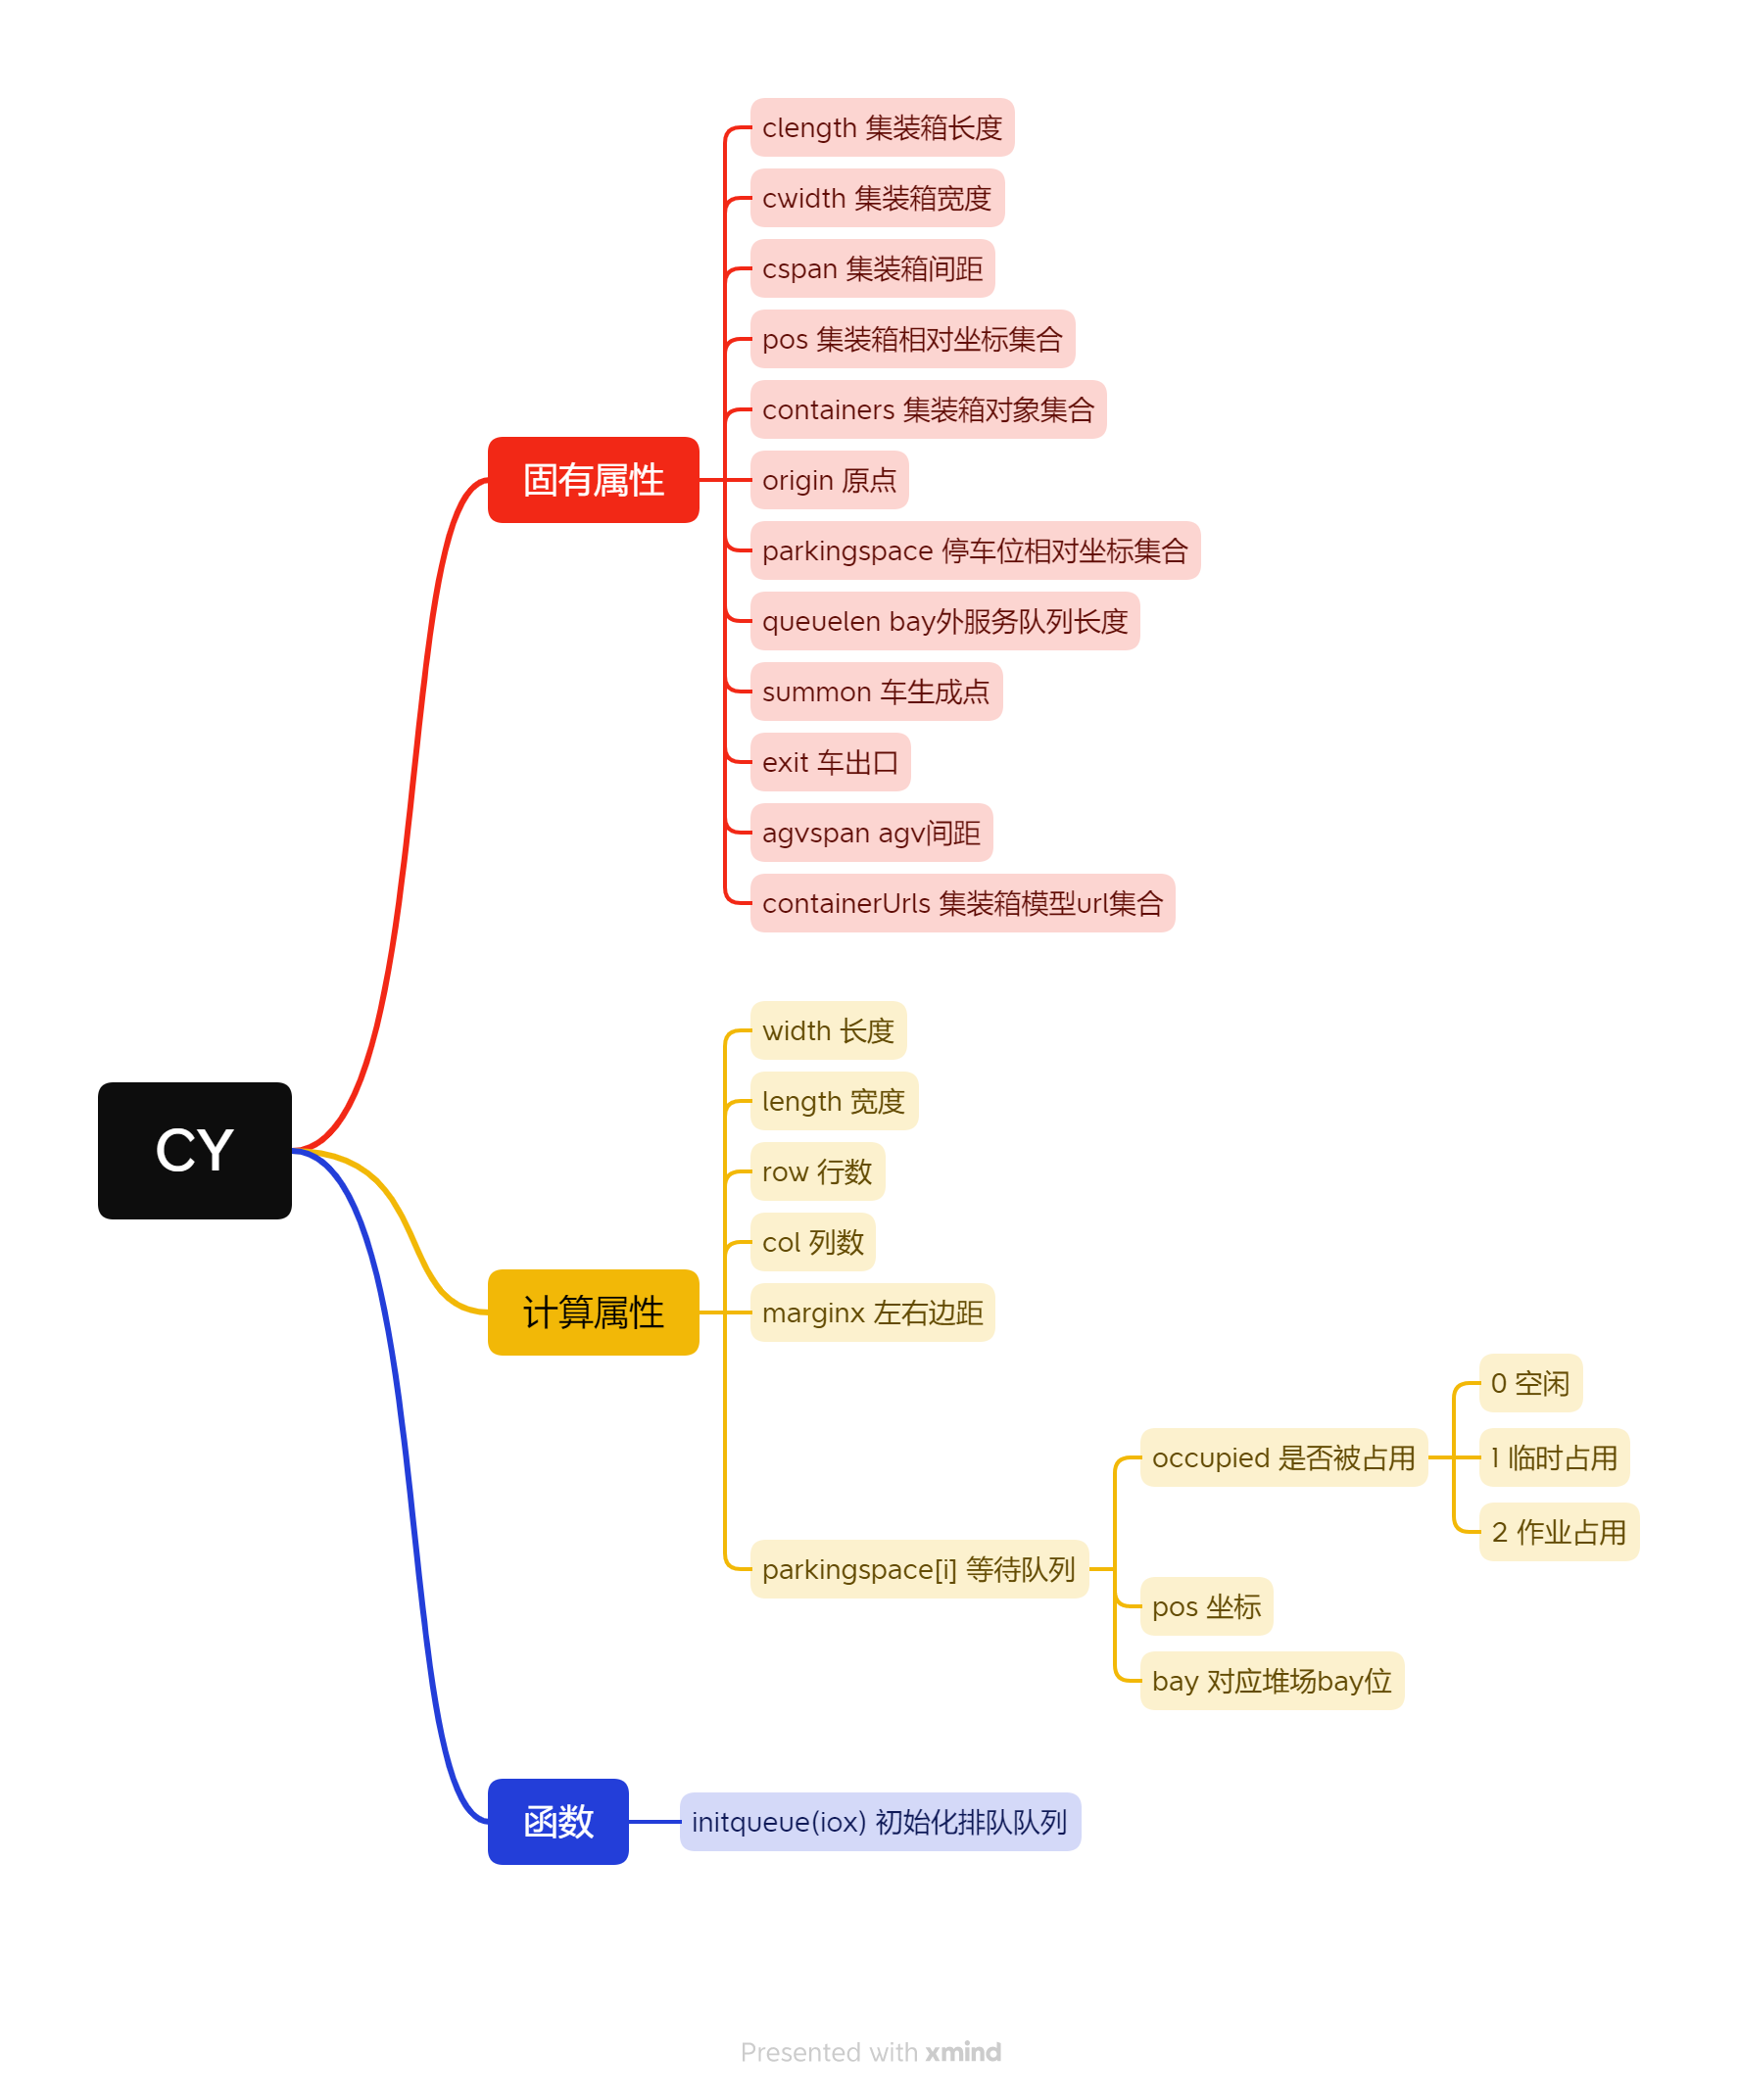 clength 集装箱长度
cwidth 集装箱宽度
cspan 集装箱间距
pos 集装箱相对坐标集合
containers 集装箱对象集合
固有属性
origin 原点
parkingspace 停车位相对坐标集合
queuelen bay外服务队列长度
summon 车生成点
exit 车出口
agvspan agv间距
containerUrls 集装箱模型url集合
width 长度
length 宽度
CY
row 行数
col 列数
计算属性
marginx 左右边距
0 空闲
occupied 是否被占用
1 临时占用
2 作业占用
parkingspace[i] 等待队列
pos 坐标
bay 对应堆场bay位
函数
initqueue(iox) 初始化排队队列
Presented with xmind